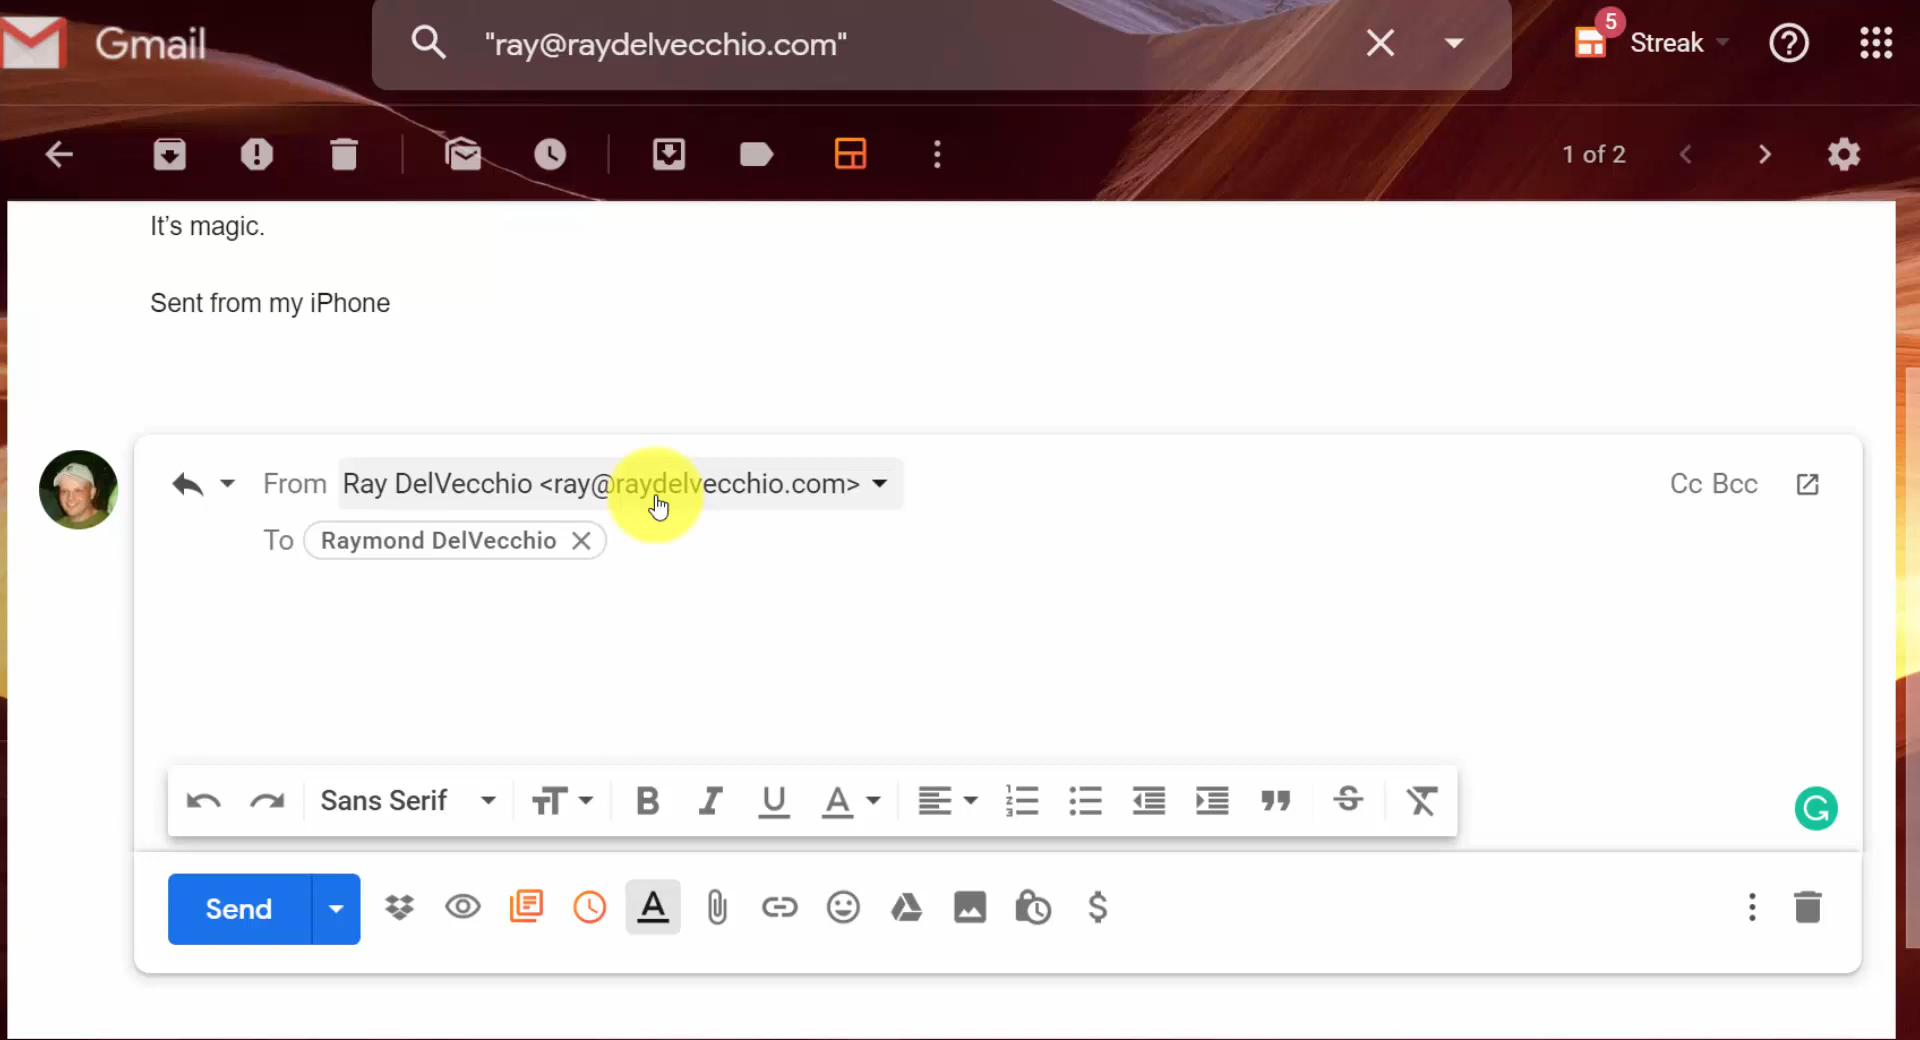 Gmail
"ray@raydelvecchio.com"
5
Streak
1 of 2
It's magic.
Sent from my iPhone
From Ray DelVecchio <ray@raydelvecchio.com>
Cc Bcc
To Raymond DelVecchio
Sans Serif
Send